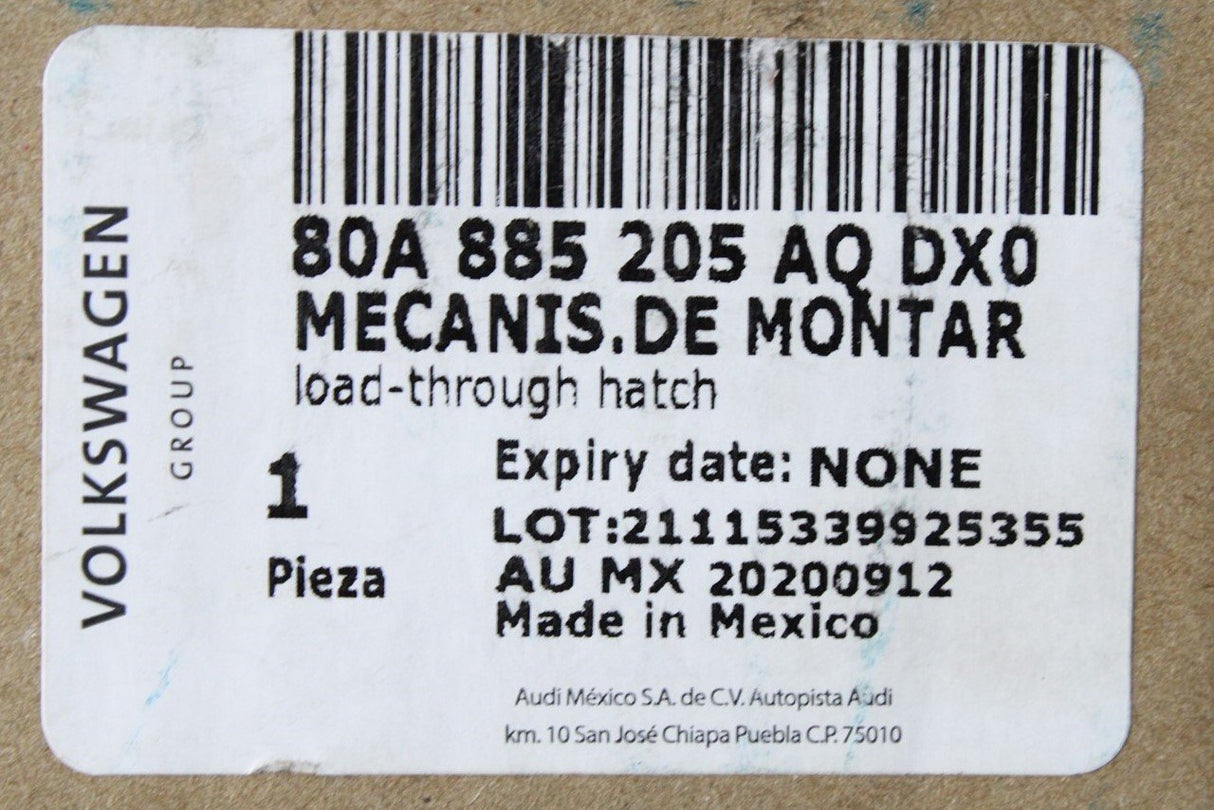 VOLKSWAGEN
GROUP
80A 885 205 AQ DX0
MECANIS.DE MONTAR
load-through hatch
1
Pieza
Expiry date: NONE
LOT:21115339925355
AU MX 20200912
Made in Mexico
Audi México S.A. de C.V. Autopista Audi
km. 10 San José Chiapa Puebla C.P. 75010